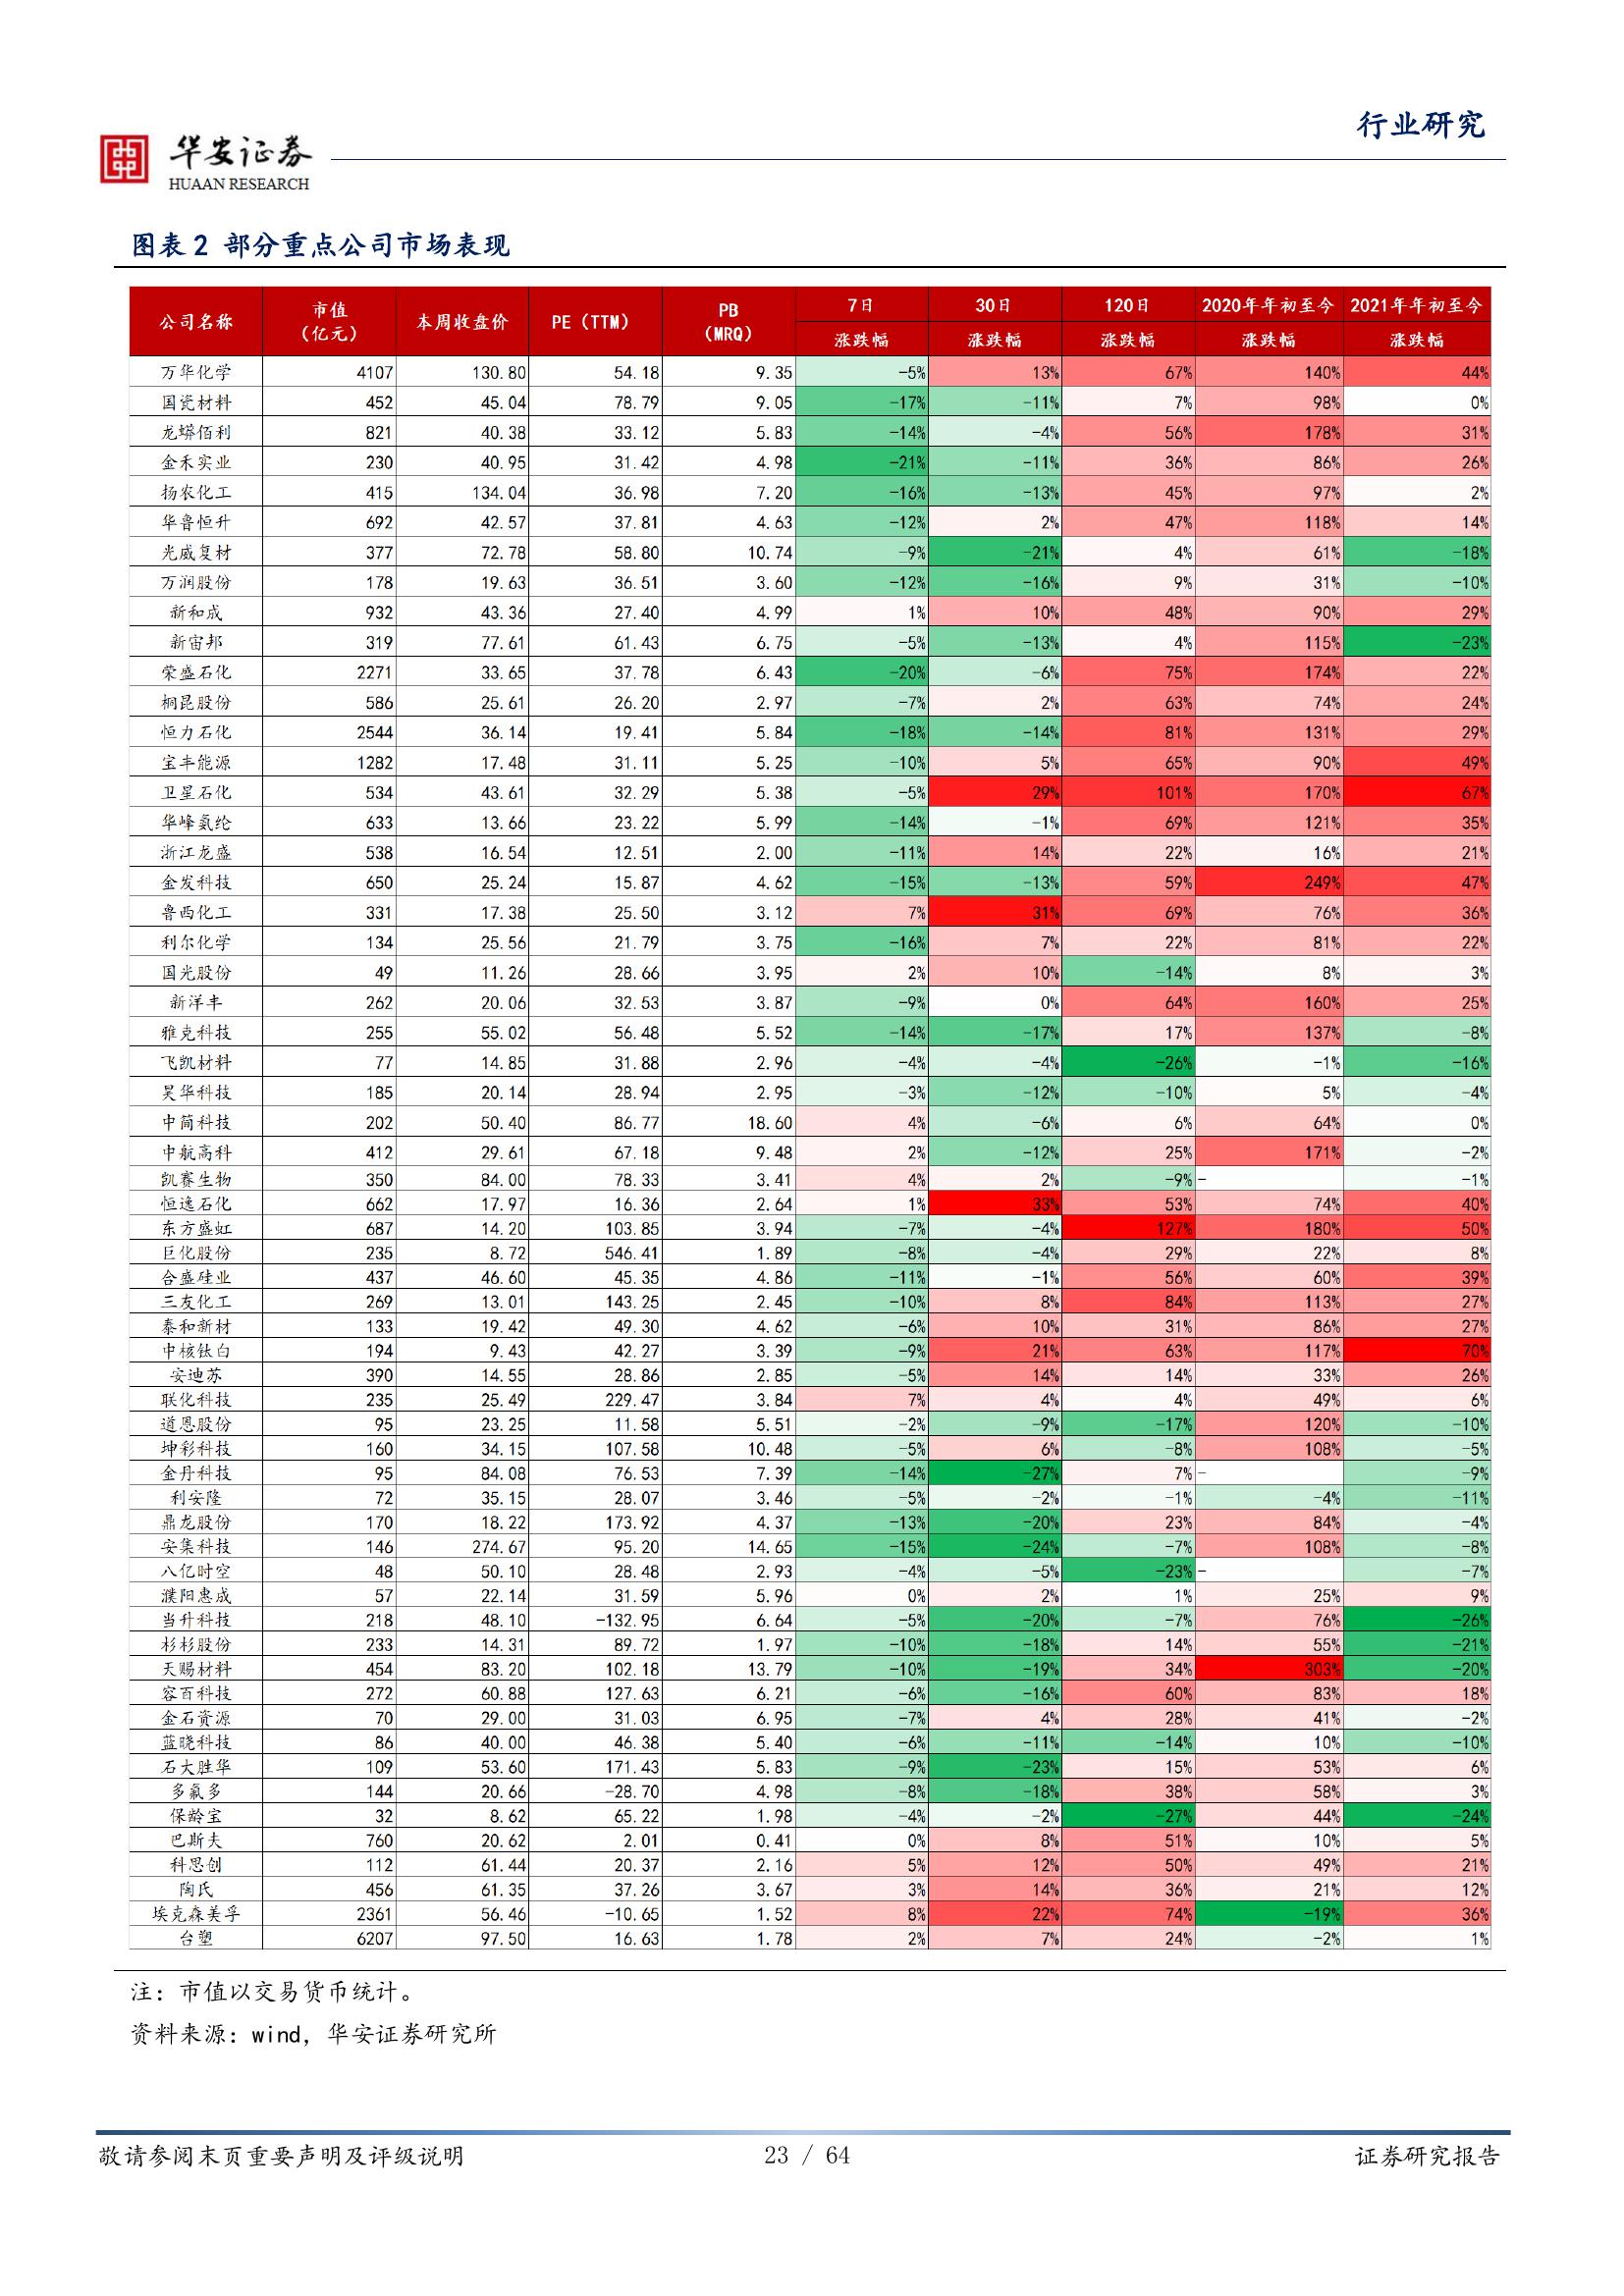 行业研究
华安证券
HUAAN RESEARCH
图表 2 部分重点公司市场表现
公司名称 市值（亿元） 本周收盘价 PE（TTM） PB（MRQ） 7日 30日 120日 2020年年初至今 2021年年初至今
涨跌幅 涨跌幅 涨跌幅 涨跌幅 涨跌幅
万华化学 4107 130.80 54.18 9.35 -5% 13% 67% 140% 44%
国瓷材料 452 45.04 78.79 9.05 -17% -11% 7% 98% 0%
龙蟒佰利 821 40.38 33.12 5.83 -14% -4% 56% 178% 31%
金禾实业 230 40.95 31.42 4.98 -21% -11% 36% 86% 26%
扬农化工 415 134.04 36.98 7.20 -16% -13% 45% 97% 2%
华鲁恒升 692 42.57 37.81 4.63 -12% 2% 47% 118% 14%
光威复材 377 72.78 58.80 10.74 -9% -21% 4% 61% -18%
万润股份 178 19.63 36.51 3.60 -12% -16% 9% 31% -10%
新和成 932 43.36 27.40 4.99 1% 10% 48% 90% 29%
新宙邦 319 77.61 61.43 6.75 -5% -13% 4% 115% -23%
荣盛石化 2271 33.65 37.78 6.43 -20% -6% 75% 174% 22%
桐昆股份 586 25.61 26.20 2.97 -7% 2% 63% 74% 24%
恒力石化 2544 36.14 19.41 5.84 -18% -14% 81% 131% 29%
宝丰能源 1282 17.48 31.11 5.25 -10% 5% 65% 90% 49%
卫星石化 534 43.61 32.29 5.38 -5% 29% 101% 170% 67%
华峰氨纶 633 13.66 23.22 5.99 -14% -1% 69% 121% 35%
浙江龙盛 538 16.54 12.51 2.00 -11% 14% 22% 16% 21%
金发科技 650 25.24 15.87 4.62 -15% -13% 59% 249% 47%
鲁西化工 331 17.38 25.50 3.12 7% 31% 69% 76% 36%
利尔化学 134 25.56 21.79 3.75 -16% 7% 22% 81% 22%
国光股份 49 11.26 28.66 3.95 2% 10% -14% 8% 3%
新洋丰 262 20.06 32.53 3.87 -9% 0% 64% 160% 25%
雅克科技 255 55.02 56.48 5.52 -14% -17% 17% 137% -8%
飞凯材料 77 14.85 31.88 2.96 -4% -4% -26% -1% -16%
昊华科技 185 20.14 28.94 2.95 -3% -12% -10% 5% -4%
中简科技 202 50.40 86.77 18.60 4% -6% 6% 64% 0%
中航高科 412 29.61 67.18 9.48 2% -12% 25% 171% -2%
凯赛生物 350 84.00 78.33 3.41 4% 2% -9% - -1%
恒逸石化 662 17.97 16.36 2.64 1% 33% 53% 74% 40%
东方盛虹 687 14.20 103.85 3.94 -7% -4% 127% 180% 50%
巨化股份 235 8.72 546.41 1.89 -8% -4% 29% 22% 8%
合盛硅业 437 46.60 45.35 4.86 -11% -1% 56% 60% 39%
三友化工 269 13.01 143.25 2.45 -10% 8% 84% 113% 27%
泰和新材 133 19.42 49.30 4.62 -6% 10% 31% 86% 27%
中核钛白 194 9.43 42.27 3.39 -9% 21% 63% 117% 70%
安迪苏 390 14.55 28.86 2.85 -5% 14% 14% 33% 26%
联化科技 235 25.49 229.47 3.84 7% 4% 4% 49% 6%
道恩股份 95 23.25 11.58 5.51 -2% -9% -17% 120% -10%
坤彩科技 160 34.15 107.58 10.48 -5% 6% -8% 108% -5%
金丹科技 95 84.08 76.53 7.39 -14% -27% 7% - -9%
利安隆 72 35.15 28.07 3.46 -5% -2% -1% -4% -11%
鼎龙股份 170 18.22 173.92 4.37 -13% -20% 23% 84% -4%
安集科技 146 274.67 95.20 14.65 -15% -24% -7% 108% -8%
八亿时空 48 50.10 28.48 2.93 -4% -5% -23% - -7%
濮阳惠成 57 22.14 31.59 5.96 0% 2% 1% 25% 9%
当升科技 218 48.10 -132.95 6.64 -5% -20% -7% 76% -26%
杉杉股份 233 14.31 89.72 1.97 -10% -18% 14% 55% -21%
天赐材料 454 83.20 102.18 13.79 -10% -19% 34% 303% -20%
容百科技 272 60.88 127.63 6.21 -6% -16% 60% 83% 18%
金石资源 70 29.00 31.03 6.95 -7% 4% 28% 41% -2%
蓝晓科技 86 40.00 46.38 5.40 -6% -11% -14% 10% -10%
石大胜华 109 53.60 171.43 5.83 -9% -23% 15% 53% 6%
多氟多 144 20.66 -28.70 4.98 -8% -18% 38% 58% 3%
保龄宝 32 8.62 65.22 1.98 -4% -2% -27% 44% -24%
巴斯夫 760 20.62 2.01 0.41 0% 8% 51% 10% 5%
科思创 112 61.44 20.37 2.16 5% 12% 50% 49% 21%
陶氏 456 61.35 37.26 3.67 3% 14% 36% 21% 12%
埃克森美孚 2361 56.46 -10.65 1.52 8% 22% 74% -19% 36%
台塑 6207 97.50 16.63 1.78 2% 7% 24% -2% 1%
注：市值以交易货币统计。
资料来源：wind，华安证券研究所
敬请参阅末页重要声明及评级说明 23 / 64 证券研究报告